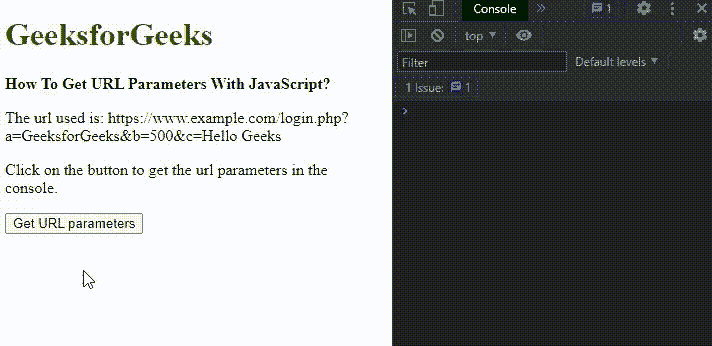 GeeksforGeeks
How To Get URL Parameters With JavaScript?
The url used is: https://www.example.com/login.php?
a=GeeksforGeeks&b=500&c=Hello Geeks
Click on the button to get the url parameters in the
console.
Get URL parameters
Console » 1
top ▼
Filter Default levels ▼
1 Issue: 1
›